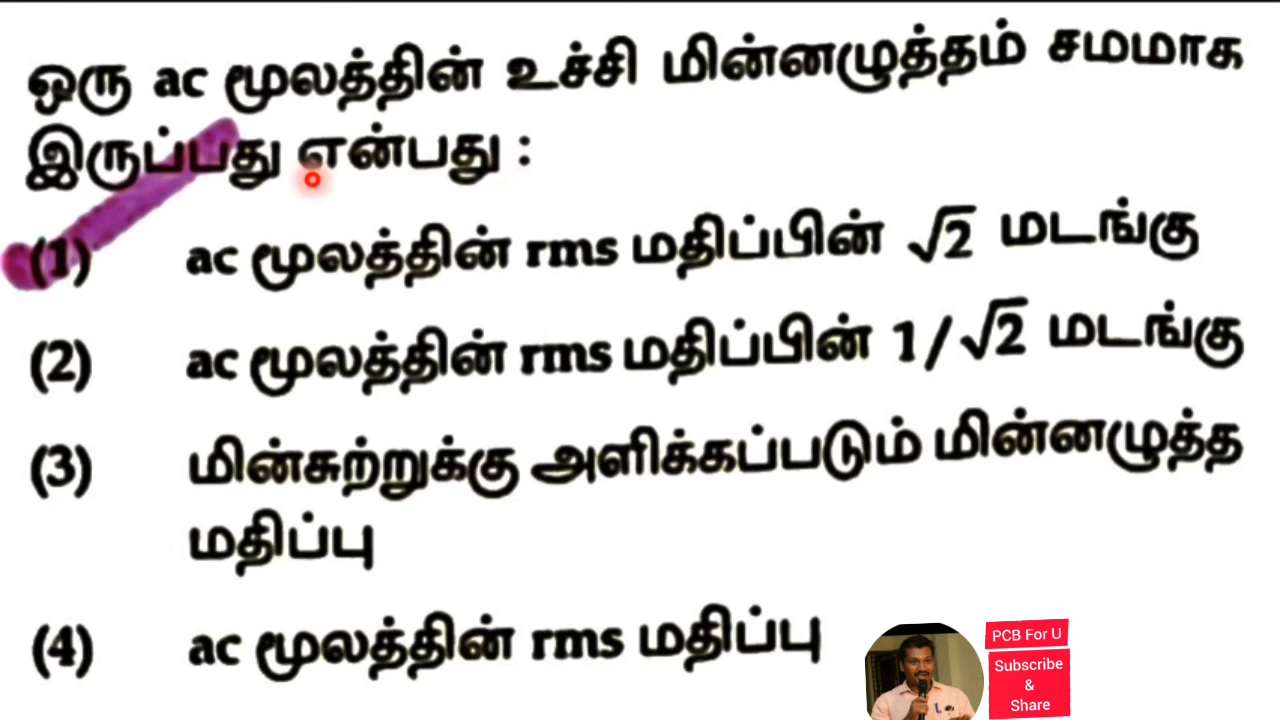 ஒரு ac மூலத்தின் உச்சி மின்னழுத்தம் சமமாக
இருப்பது என்பது :
(1) ac மூலத்தின் rms மதிப்பின் √2 மடங்கு
(2) ac மூலத்தின் rms மதிப்பின் 1/√2 மடங்கு
(3) மின்சுற்றுக்கு அளிக்கப்படும் மின்னழுத்த
மதிப்பு
(4) ac மூலத்தின் rms மதிப்பு
PCB For U
Subscribe
&
Share